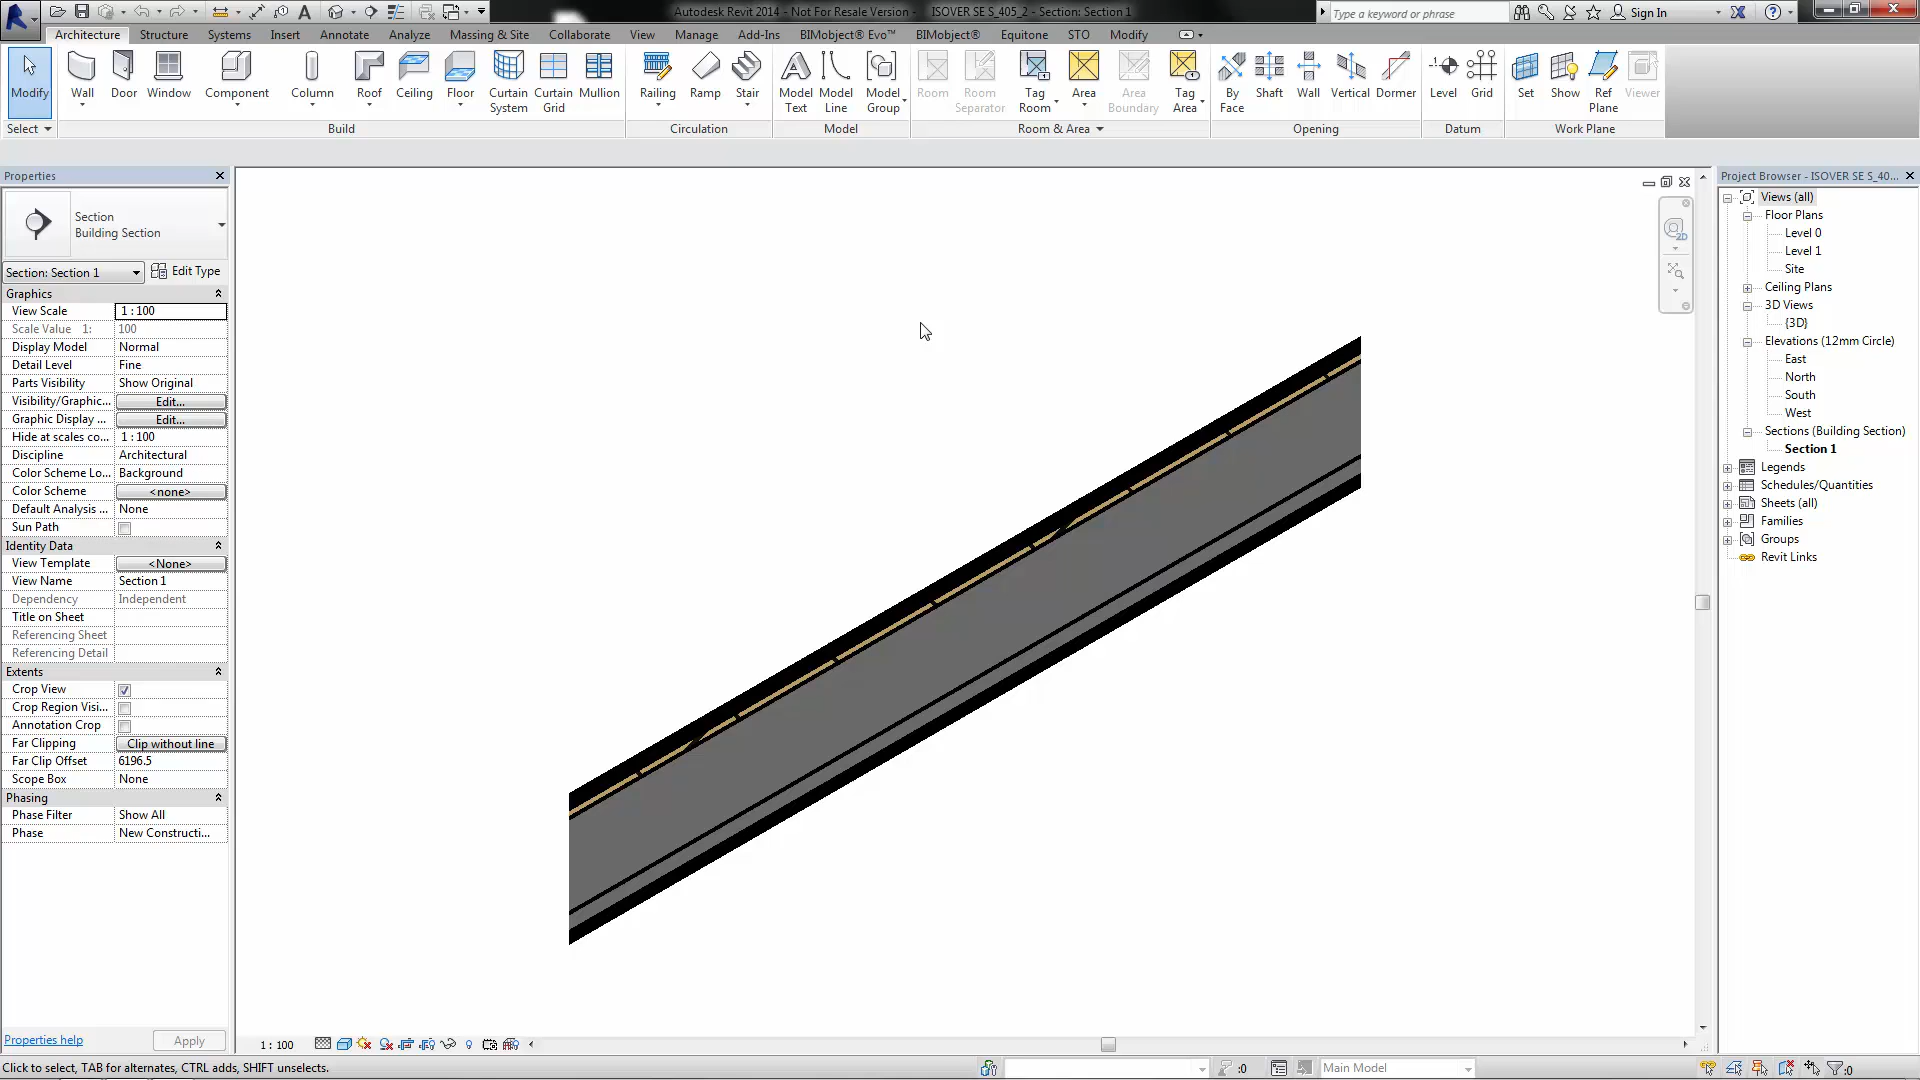 Autodesk Revit 2014 - Not For Resale Version - ISOVER SE S_405_2 - Section: Section 1
Type a keyword or phrase
Sign In
Architecture Structure Systems Insert Annotate Analyze Massing & Site Collaborate View Manage Add-Ins BIMobject® Evo™ BIMobject® Equitone STO Modify
Modify Wall Door Window Component Column Roof Ceiling Floor Curtain System Curtain Grid Mullion Railing Ramp Stair Model Text Model Line Model Group Room Room Separator Tag Room Area Area Boundary Tag Area By Face Shaft Wall Vertical Dormer Level Grid Set Show Ref Plane Viewer
Select Build Circulation Model Room & Area Opening Datum Work Plane
Properties
Section
Building Section
Section: Section 1 Edit Type
Graphics
View Scale 1 : 100
Scale Value 1: 100
Display Model Normal
Detail Level Fine
Parts Visibility Show Original
Visibility/Graphic... Edit...
Graphic Display ... Edit...
Hide at scales co... 1 : 100
Discipline Architectural
Color Scheme Lo... Background
Color Scheme <none>
Default Analysis ... None
Sun Path
Identity Data
View Template <None>
View Name Section 1
Dependency Independent
Title on Sheet
Referencing Sheet
Referencing Detail
Extents
Crop View
Crop Region Visi...
Annotation Crop
Far Clipping Clip without line
Far Clip Offset 6196.5
Scope Box None
Phasing
Phase Filter Show All
Phase New Constructi...
Properties help Apply
2D
Project Browser - ISOVER SE S_40...
Views (all)
Floor Plans
Level 0
Level 1
Site
Ceiling Plans
3D Views
{3D}
Elevations (12mm Circle)
East
North
South
West
Sections (Building Section)
Section 1
Legends
Schedules/Quantities
Sheets (all)
Families
Groups
Revit Links
1 : 100
Click to select, TAB for alternates, CTRL adds, SHIFT unselects.
:0
Main Model
:0